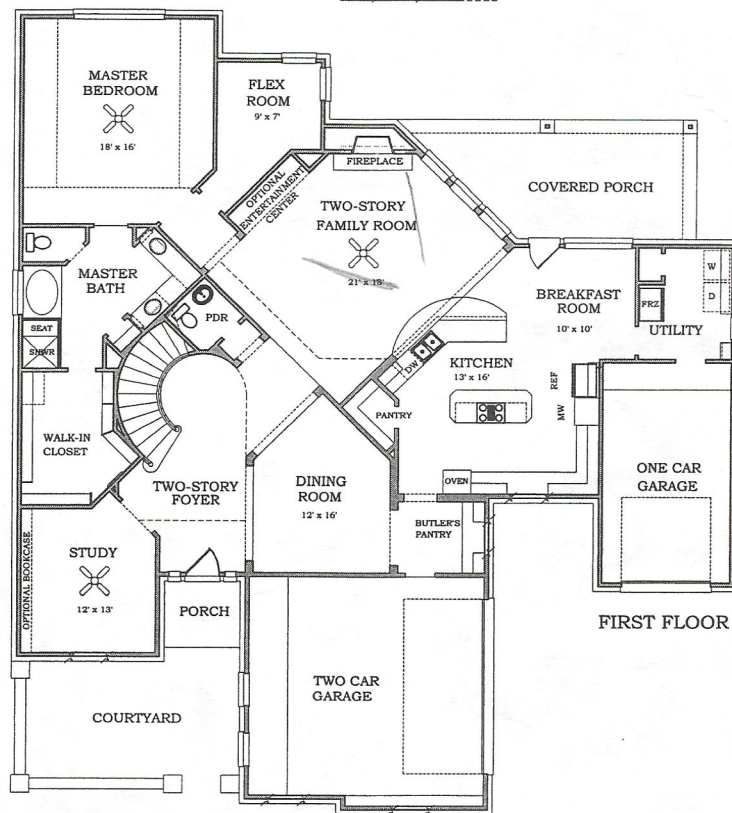 MASTER
BEDROOM
18' x 16'
FLEX
ROOM
9' x 7'
FIREPLACE
OPTIONAL
ENTERTAINMENT
CENTER
TWO-STORY
FAMILY ROOM
21' x 18'
COVERED PORCH
MASTER
BATH
SEAT
SHWR
PDR
BREAKFAST
ROOM
10' x 10'
FRZ
W
D
UTILITY
KITCHEN
13' x 16'
DW
REF
MW
PANTRY
OVEN
WALK-IN
CLOSET
TWO-STORY
FOYER
DINING
ROOM
12' x 16'
BUTLER'S
PANTRY
ONE CAR
GARAGE
OPTIONAL BOOKCASE
STUDY
12' x 13'
PORCH
FIRST FLOOR
TWO CAR
GARAGE
COURTYARD